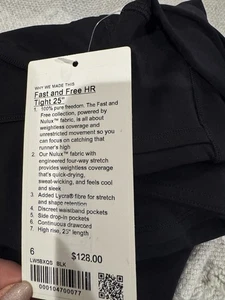 WHY WE MADE THIS
Fast and Free HR
Tight 25"
1. 100% pure freedom. The Fast and
Free collection, powered by
Nulux™ fabric, is all about
weightless coverage and
unrestricted movement so you
can focus on catching that
runner's high
2. Our Nulux™ fabric with
engineered four-way stretch
provides weightless coverage
that's quick-drying,
sweat-wicking, and feels cool
and sleek
3. Added Lycra® fibre for stretch
and shape retention
4. Discreet waistband pockets
5. Side drop-in pockets
6. Continuous drawcord
7. High rise, 25" length
6
$128.00
BLK
000104700077